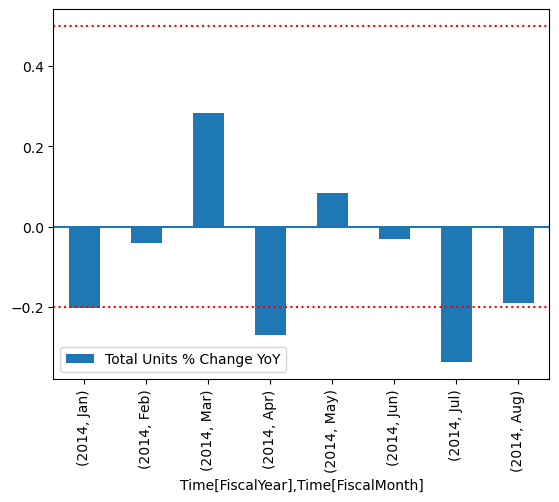 0.4
0.2
0.0
−0.2
Total Units % Change YoY
(2014, Jan)
(2014, Feb)
(2014, Mar)
(2014, Apr)
(2014, May)
(2014, Jun)
(2014, Jul)
(2014, Aug)
Time[FiscalYear],Time[FiscalMonth]